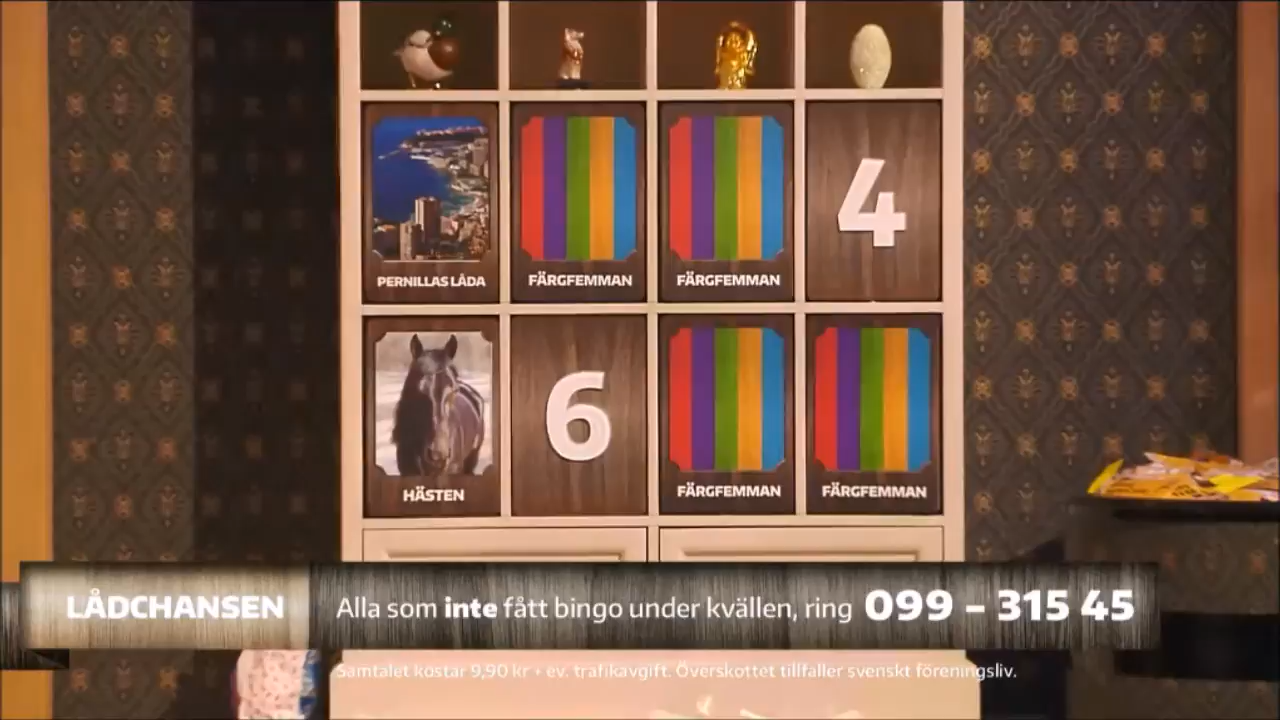 PERNILLAS LÅDA
FÄRGFEMMAN
FÄRGFEMMAN
4
HÄSTEN
6
FÄRGFEMMAN
FÄRGFEMMAN
LÅDCHANSEN
Alla som inte fått bingo under kvällen, ring 099 – 315 45
Samtalet kostar 9,90 kr + ev. trafikavgift. Överskottet tillfaller svenskt föreningsliv.